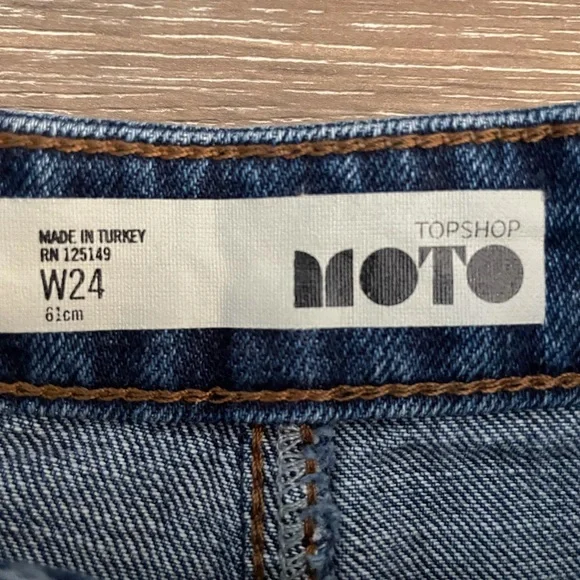 MADE IN TURKEY
RN 125149
W24
61cm
TOPSHOP
MOTO